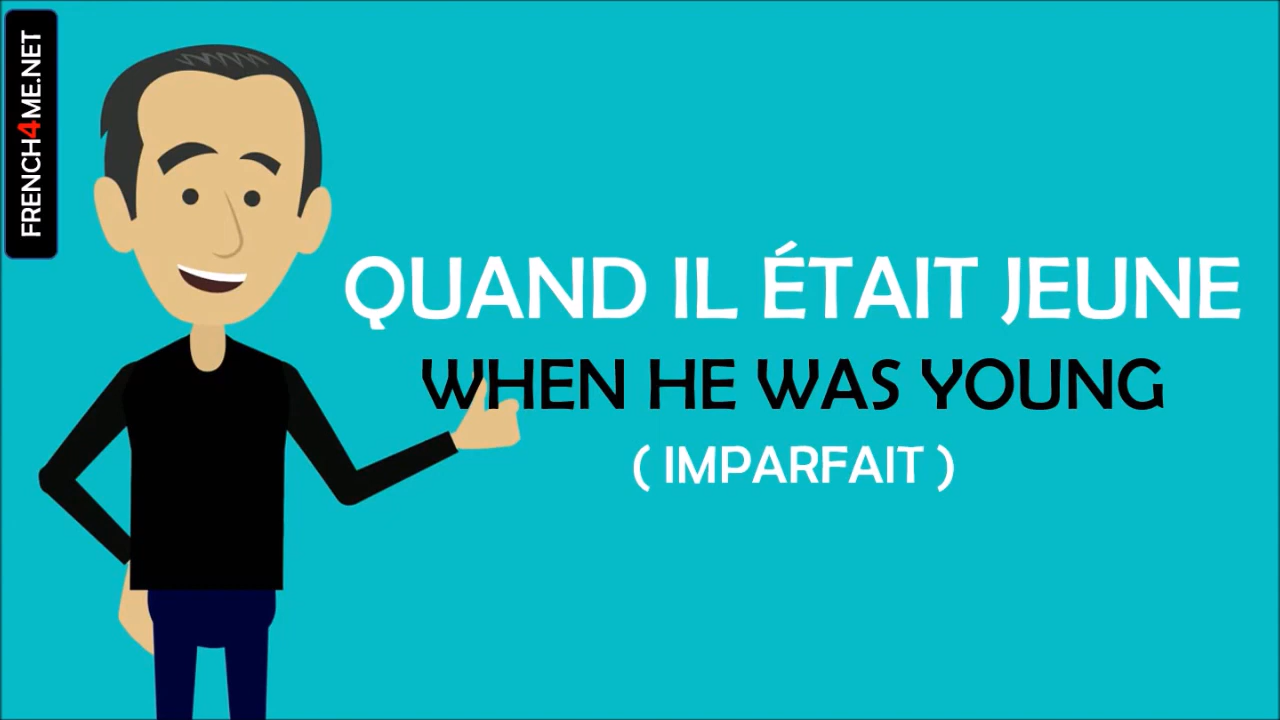 FRENCH4ME.NET
QUAND IL ÉTAIT JEUNE
WHEN HE WAS YOUNG
( IMPARFAIT )